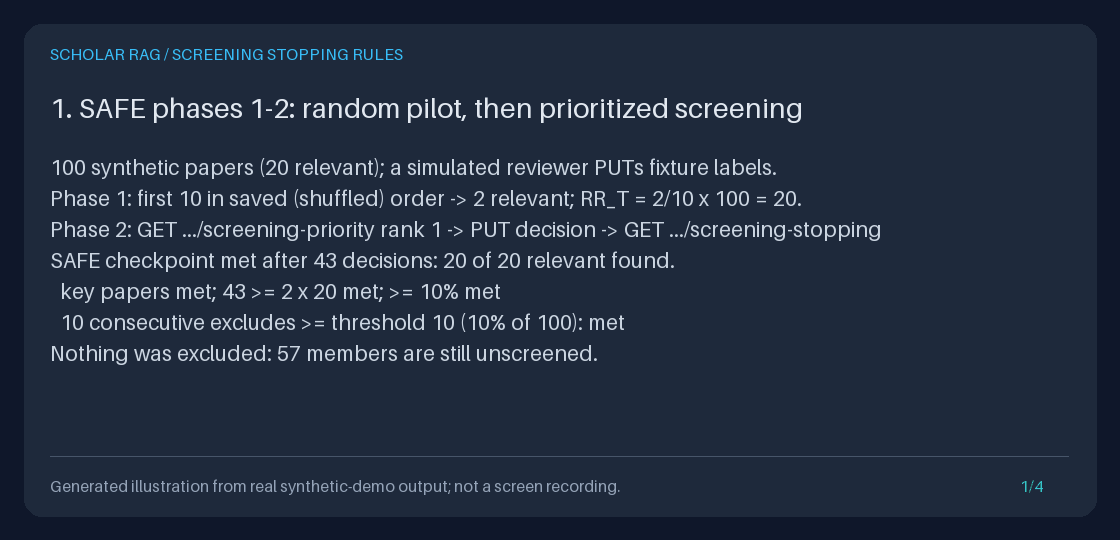 SCHOLAR RAG / SCREENING STOPPING RULES
1. SAFE phases 1-2: random pilot, then prioritized screening
100 synthetic papers (20 relevant); a simulated reviewer PUTs fixture labels.
Phase 1: first 10 in saved (shuffled) order -> 2 relevant; RR_T = 2/10 x 100 = 20.
Phase 2: GET .../screening-priority rank 1 -> PUT decision -> GET .../screening-stopping
SAFE checkpoint met after 43 decisions: 20 of 20 relevant found.
key papers met; 43 >= 2 x 20 met; >= 10% met
10 consecutive excludes >= threshold 10 (10% of 100): met
Nothing was excluded: 57 members are still unscreened.
Generated illustration from real synthetic-demo output; not a screen recording.
1/4